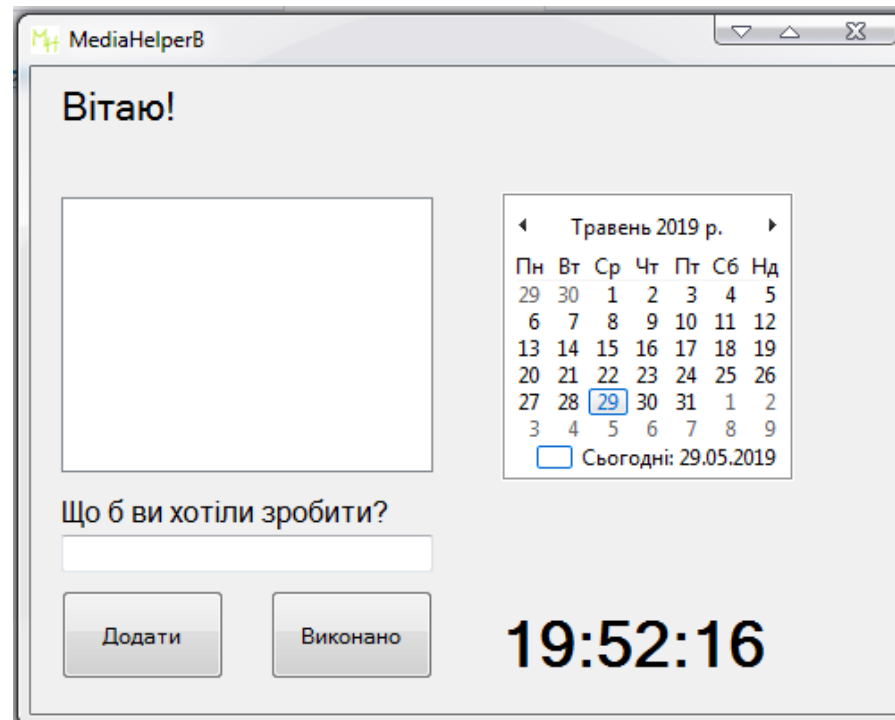 MH MediaHelperB
Вітаю!
Травень 2019 р.
Пн Вт Ср Чт Пт Сб Нд
29 30 1 2 3 4 5
6 7 8 9 10 11 12
13 14 15 16 17 18 19
20 21 22 23 24 25 26
27 28 29 30 31 1 2
3 4 5 6 7 8 9
Сьогодні: 29.05.2019
Що б ви хотіли зробити?
Додати Виконано
19:52:16